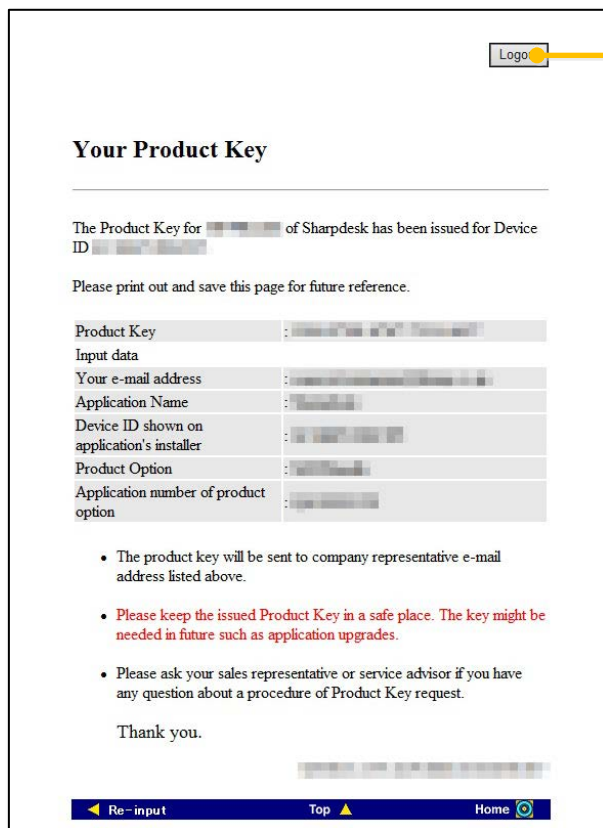 Your Product Key
The Product Key for of Sharpdesk has been issued for Device
ID
Please print out and save this page for future reference.
Product Key :
Input data
Your e-mail address :
Application Name :
Device ID shown on
application's installer :
Product Option :
Application number of product
option :
• The product key will be sent to company representative e-mail
address listed above.
• Please keep the issued Product Key in a safe place. The key might be
needed in future such as application upgrades.
• Please ask your sales representative or service advisor if you have
any question about a procedure of Product Key request.
Thank you.
Re-input Top Home